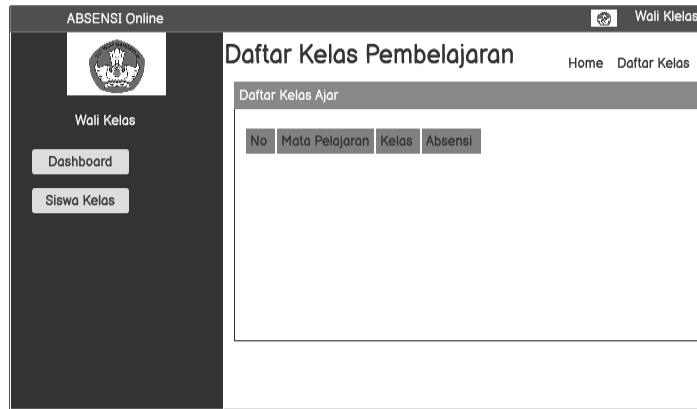 ABSENSI Online
Wali Klelas
Daftar Kelas Pembelajaran
Home Daftar Kelas
Daftar Kelas Ajar
Wali Kelas
No Mata Pelajaran Kelas Absensi
Dashboard
Siswa Kelas